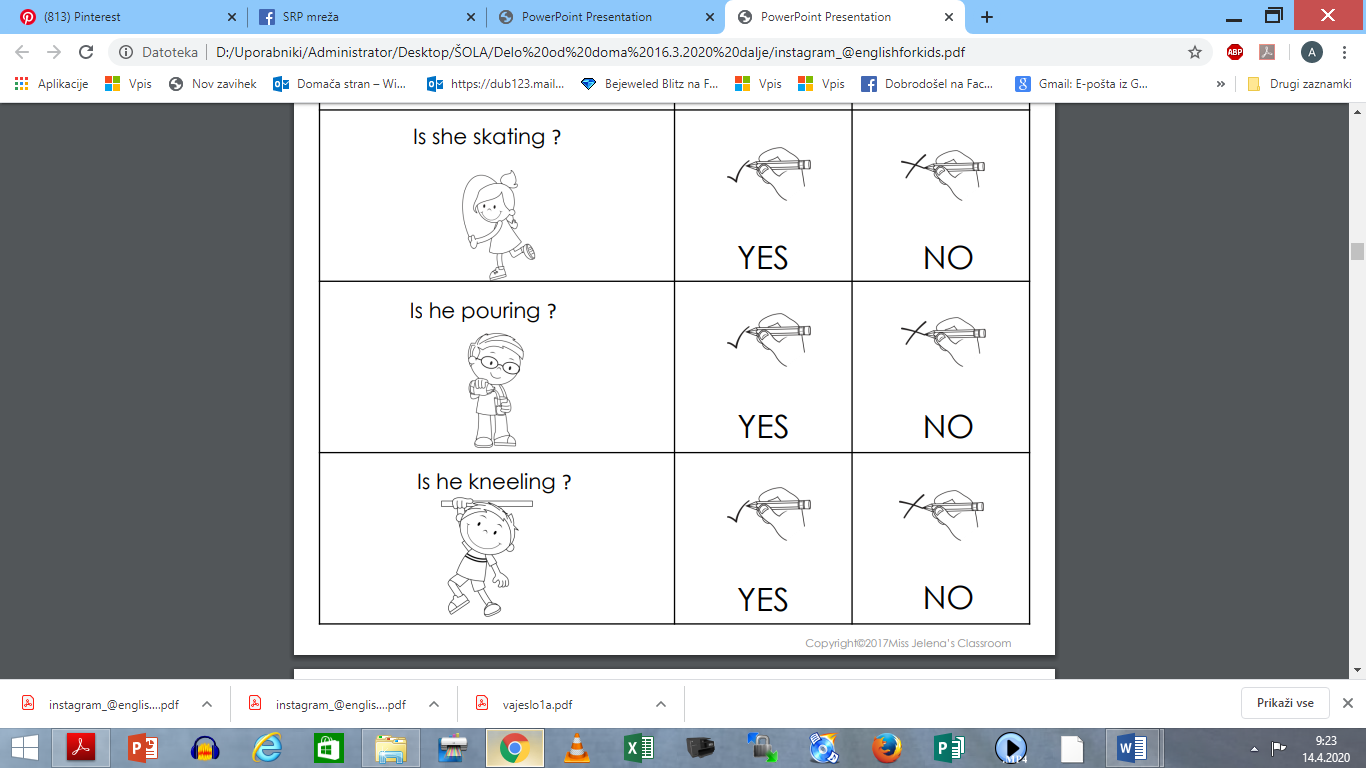 (813) Pinterest
SRP mreža
PowerPoint Presentation
PowerPoint Presentation
Datoteka
D:/Uporabniki/Administrator/Desktop/ŠOLA/Delo%20od%20doma%2016.3.2020%20dalje/instagram_@englishforkids.pdf
ABP
A
Aplikacije
Vpis
Nov zavihek
Domača stran – Wi...
https://dub123.mail...
Bejeweled Blitz na F...
Vpis
Vpis
Dobrodošel na Fac...
Gmail: E-pošta iz G...
»
Drugi zaznamki
Is she skating ?
YES
NO
Is he pouring ?
YES
NO
Is he kneeling ?
YES
NO
Copyright©2017Miss Jelena's Classroom
instagram_@englis....pdf
instagram_@englis....pdf
vajeslo1a.pdf
Prikaži vse
MP4
9:23
14.4.2020